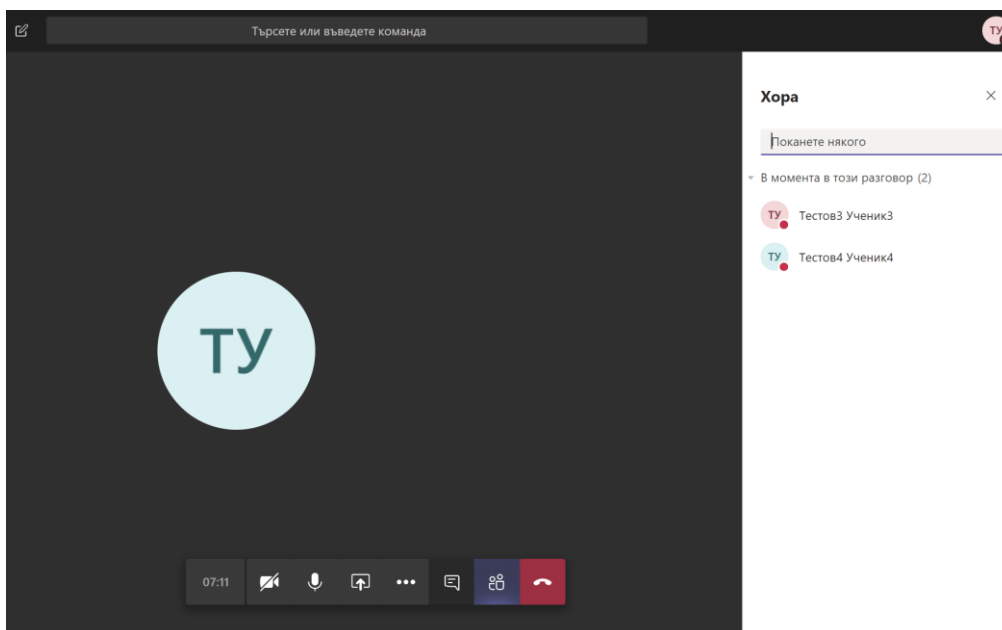 Търсете или въведете команда
ТУ
Хора
Поканете някого
В момента в този разговор (2)
ТУ Тестов3 Ученик3
ТУ Тестов4 Ученик4
ТУ
07:11